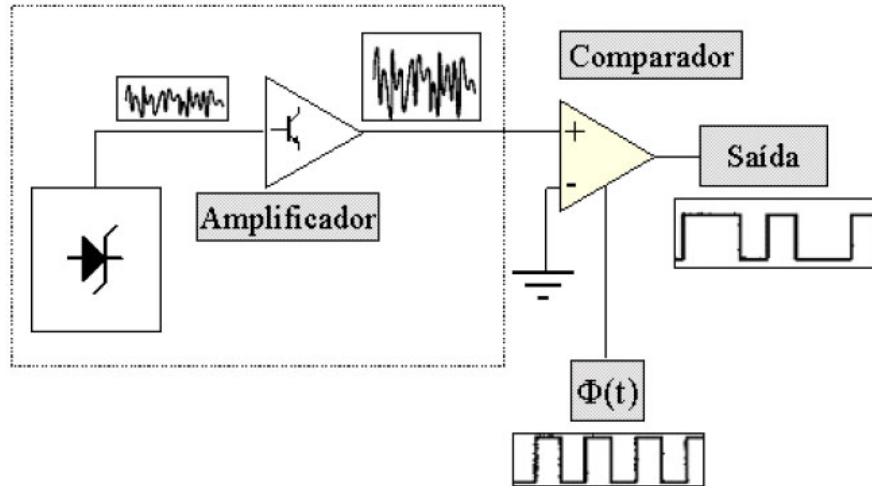 Comparador
+
Amplificador
-
Saída
Φ(t)